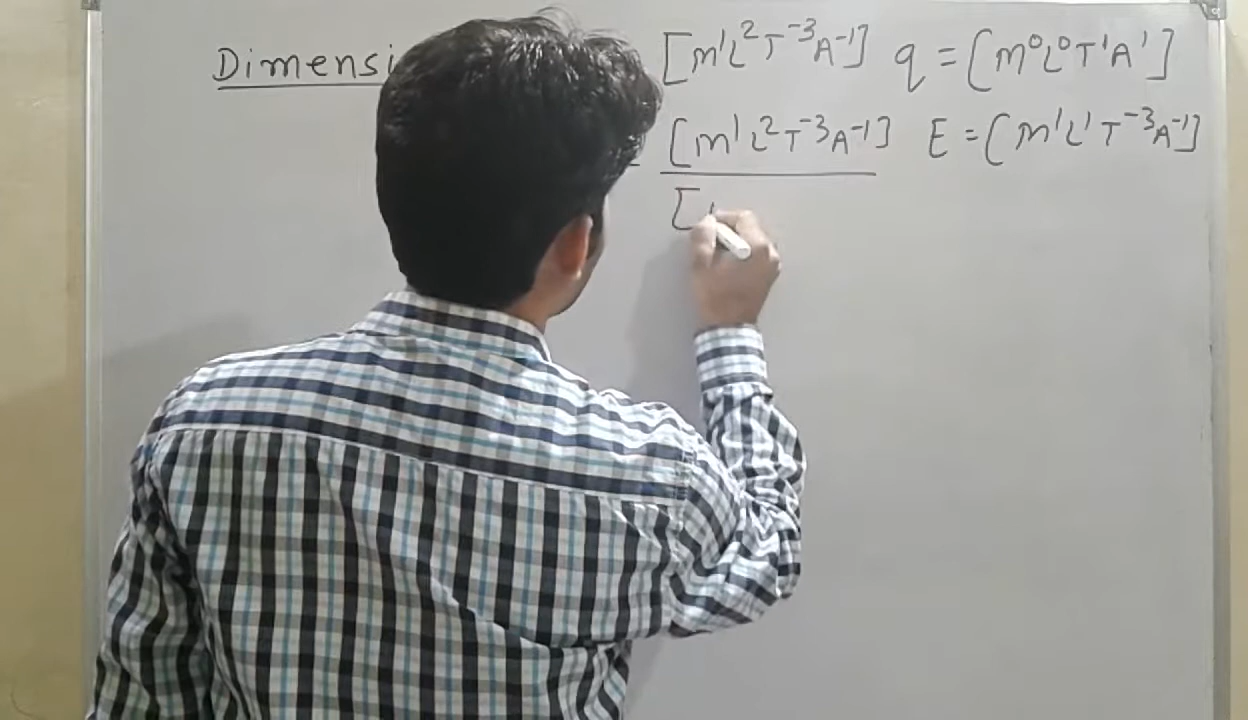 Dimensi [M¹L²T⁻³A⁻¹] q = [M⁰L⁰T¹A¹]
[M¹L²T⁻³A⁻¹] E = [M¹L¹T⁻³A⁻¹]
[